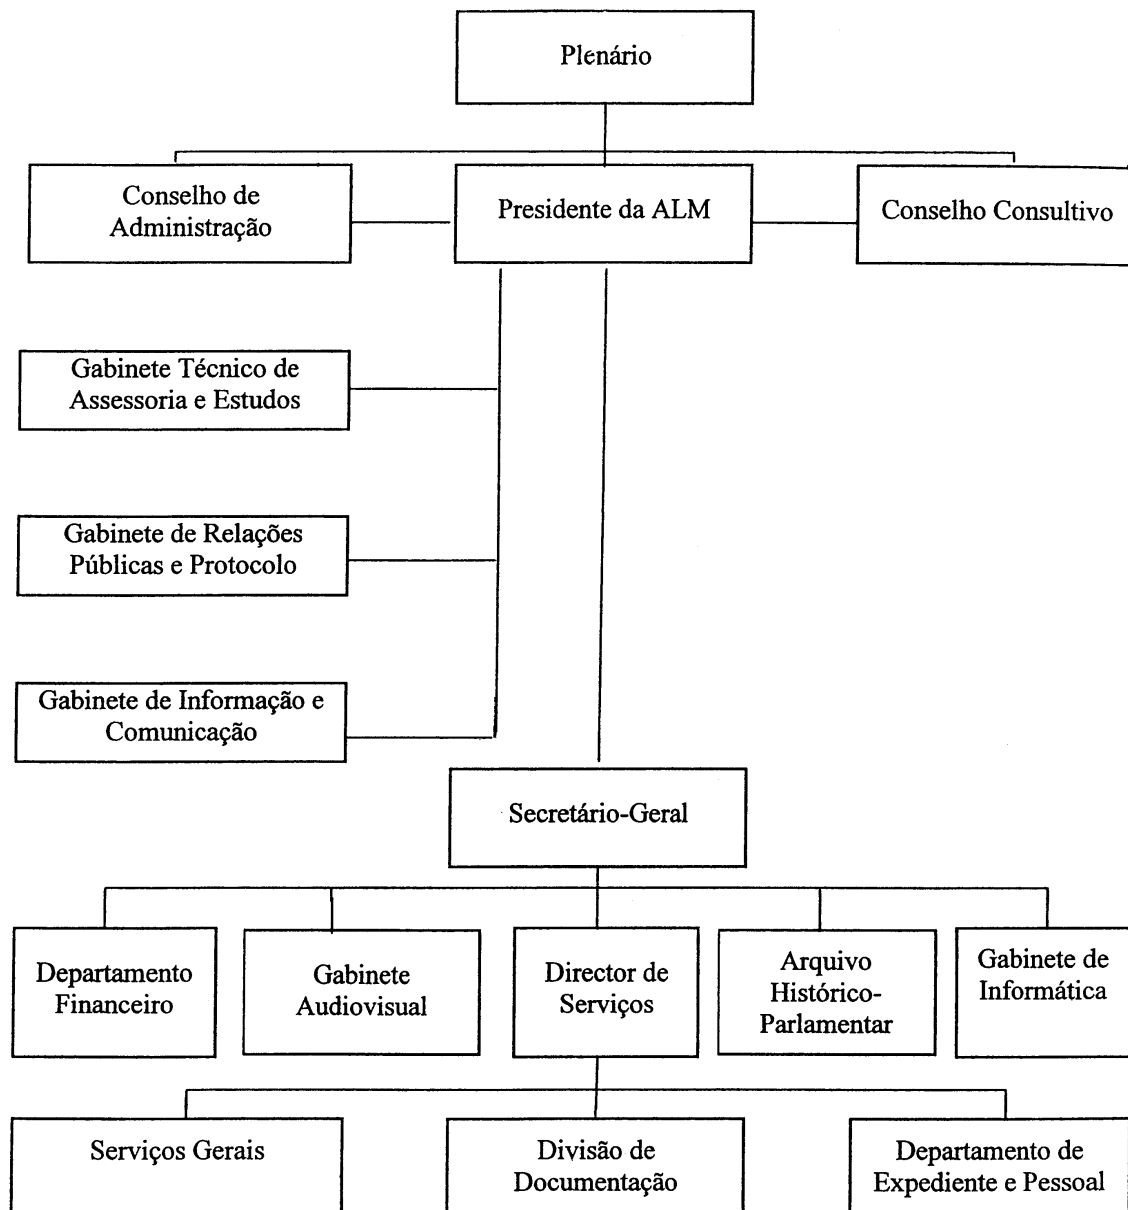 Plenário
Conselho de
Administração
Presidente da ALM
Conselho Consultivo
Gabinete Técnico de
Assessoria e Estudos
Gabinete de Relações
Públicas e Protocolo
Gabinete de Informação e
Comunicação
Secretário-Geral
Departamento
Financeiro
Gabinete
Audiovisual
Director de
Serviços
Arquivo
Histórico-
Parlamentar
Gabinete de
Informática
Serviços Gerais
Divisão de
Documentação
Departamento de
Expediente e Pessoal